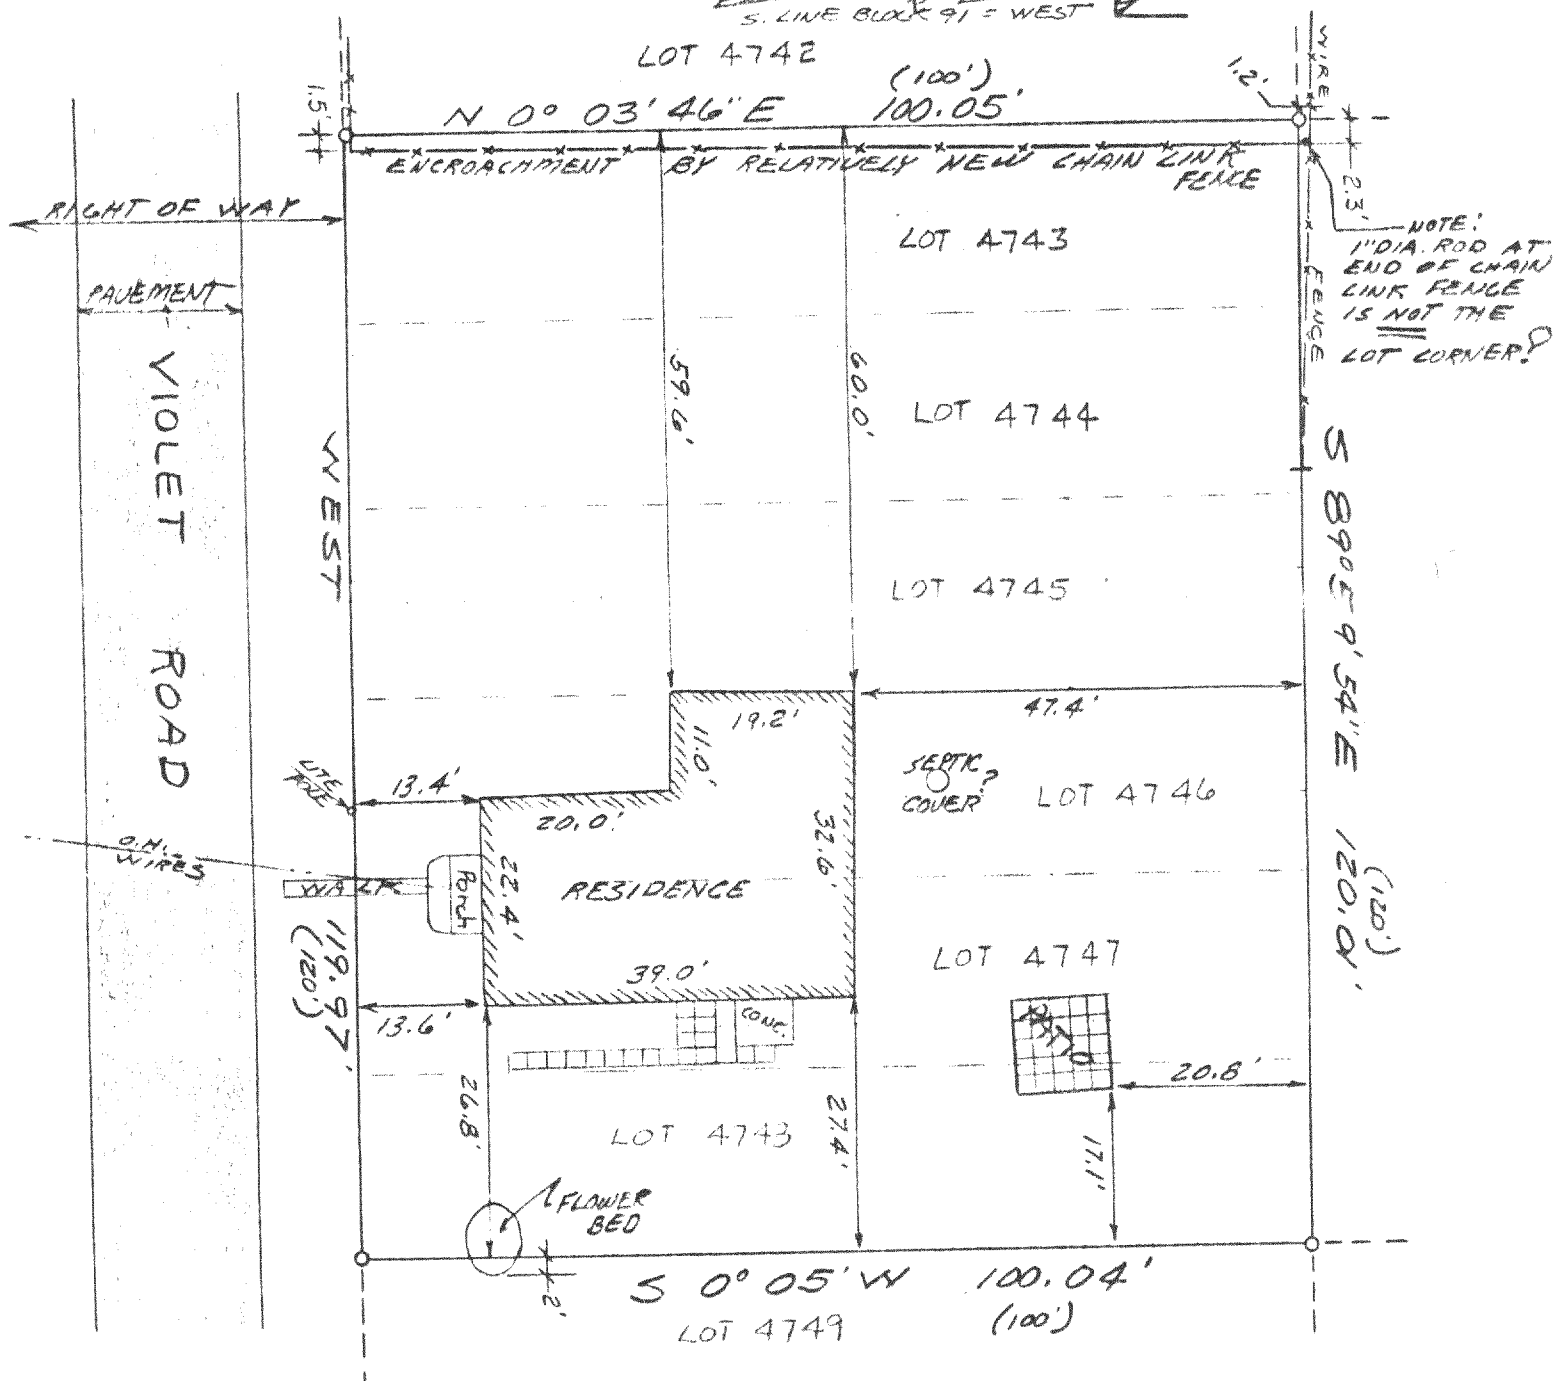 S. LINE BLOCK 91 = WEST
LOT 4742
(100')
N 0° 03' 46" E 100.05'
1.5'
1.2'
WIRE
ENCROACHMENT BY RELATIVELY NEW CHAIN LINK
FENCE
2.3'
RIGHT OF WAY
LOT 4743
NOTE!
1" DIA. ROD AT
END OF CHAIN
LINK FENCE
IS NOT THE
LOT CORNER!
FENCE
PAVEMENT
VIOLET ROAD
WEST
59.6'
60.0'
LOT 4744
S 89° 59' 54" E 120.01'
(120')
LOT 4745
19.2'
11.0'
47.4'
LITE
POLE
13.4'
20.0'
SEPTIC
COVER?
LOT 4746
32.6'
O.H.
WIRES
WALK
Porch
22.4'
RESIDENCE
119.97'
(120')
39.0'
LOT 4747
13.6'
CONC.
PATIO
20.8'
26.8'
LOT 4743
27.4'
17.1'
FLOWER
BED
2'
S 0° 05' W 100.04'
(100')
LOT 4749